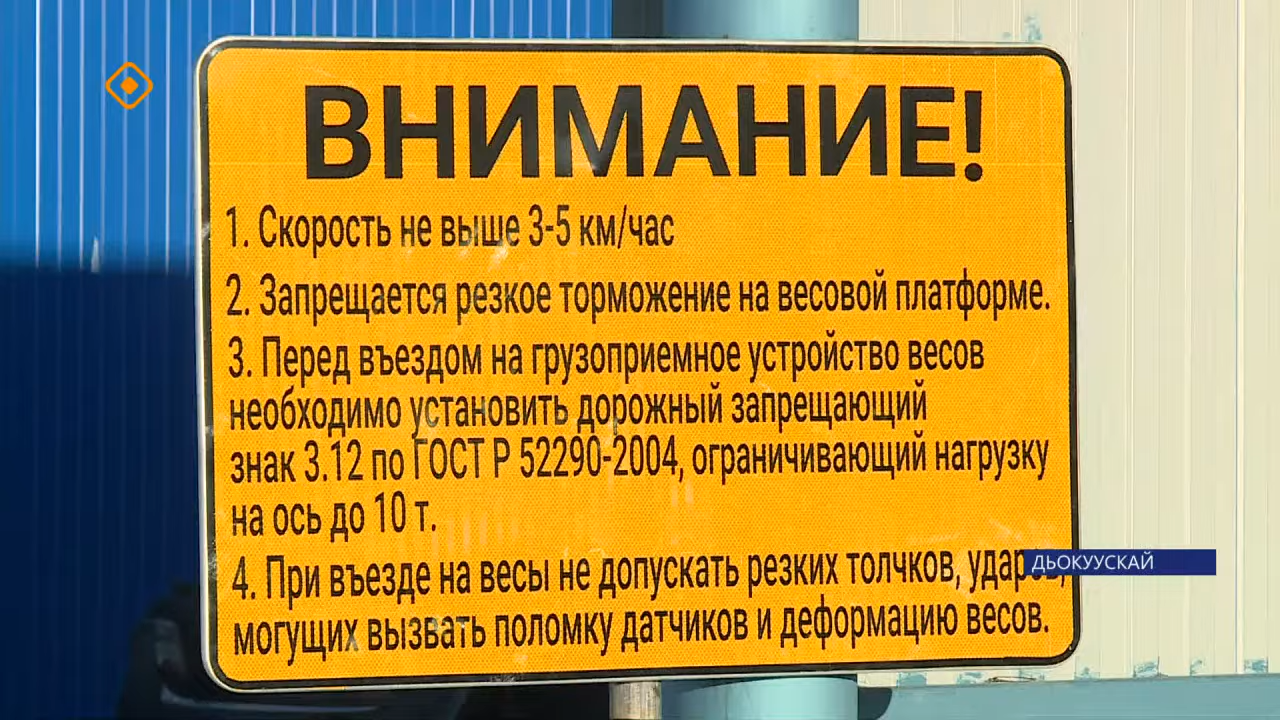 ВНИМАНИЕ!
1. Скорость не выше 3-5 км/час
2. Запрещается резкое торможение на весовой платформе.
3. Перед въездом на грузоприемное устройство весов
необходимо установить дорожный запрещающий
знак 3.12 по ГОСТ Р 52290-2004, ограничивающий нагрузку
на ось до 10 т.
4. При въезде на весы не допускать резких толчков,
могущих вызвать поломку датчиков и деформацию весов.
ДЬОКУУСКАЙ